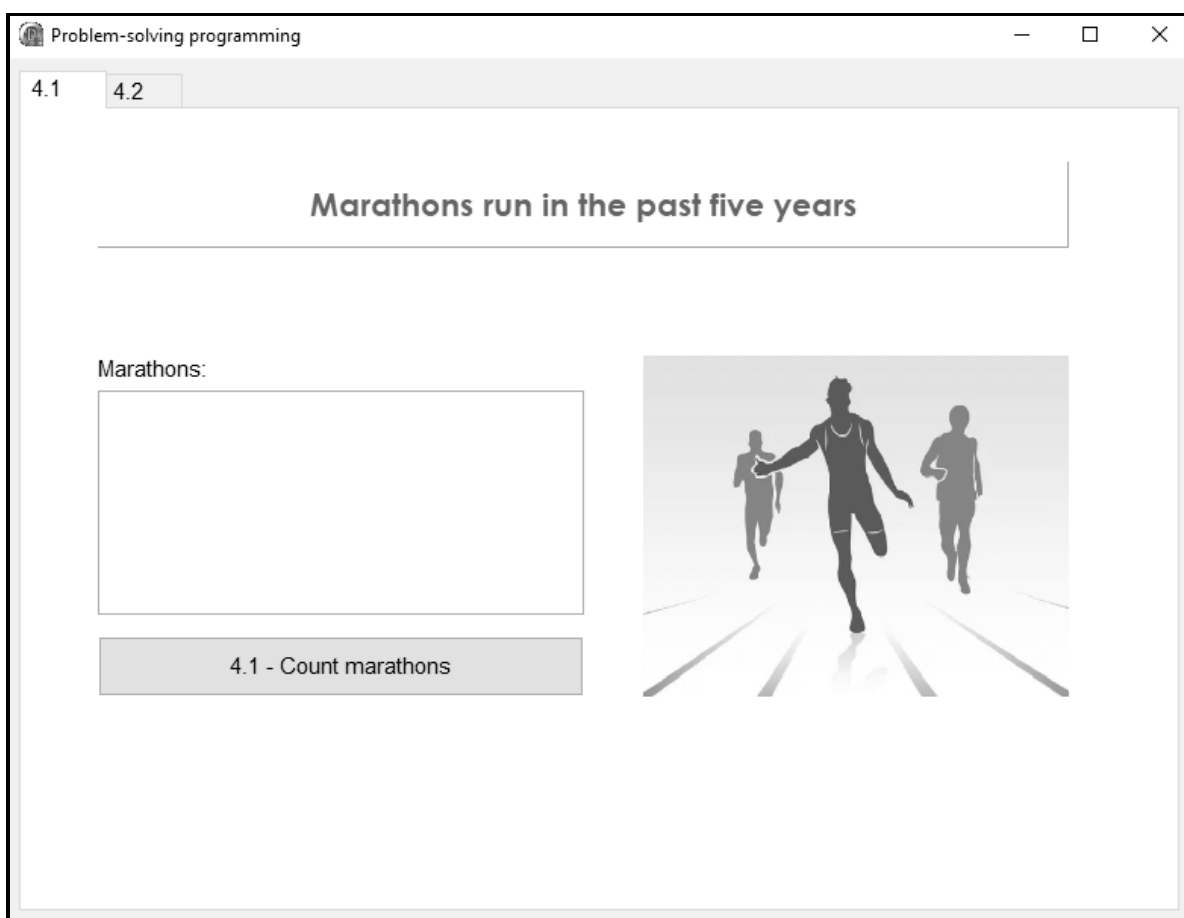 Problem-solving programming
4.1
4.2
Marathons run in the past five years
Marathons:
4.1 - Count marathons